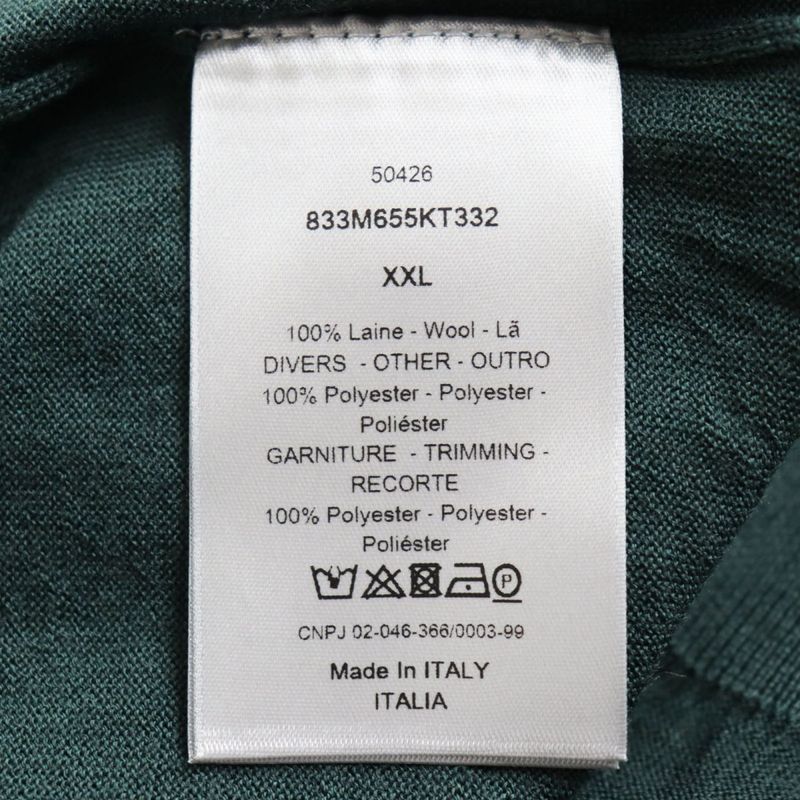 50426
833M655KT332
XXL
100% Laine - Wool - Lã
DIVERS - OTHER - OUTRO
100% Polyester - Polyester -
Poliéster
GARNITURE - TRIMMING -
RECORTE
100% Polyester - Polyester -
Poliéster
P
CNPJ 02-046-366/0003-99
Made In ITALY
ITALIA